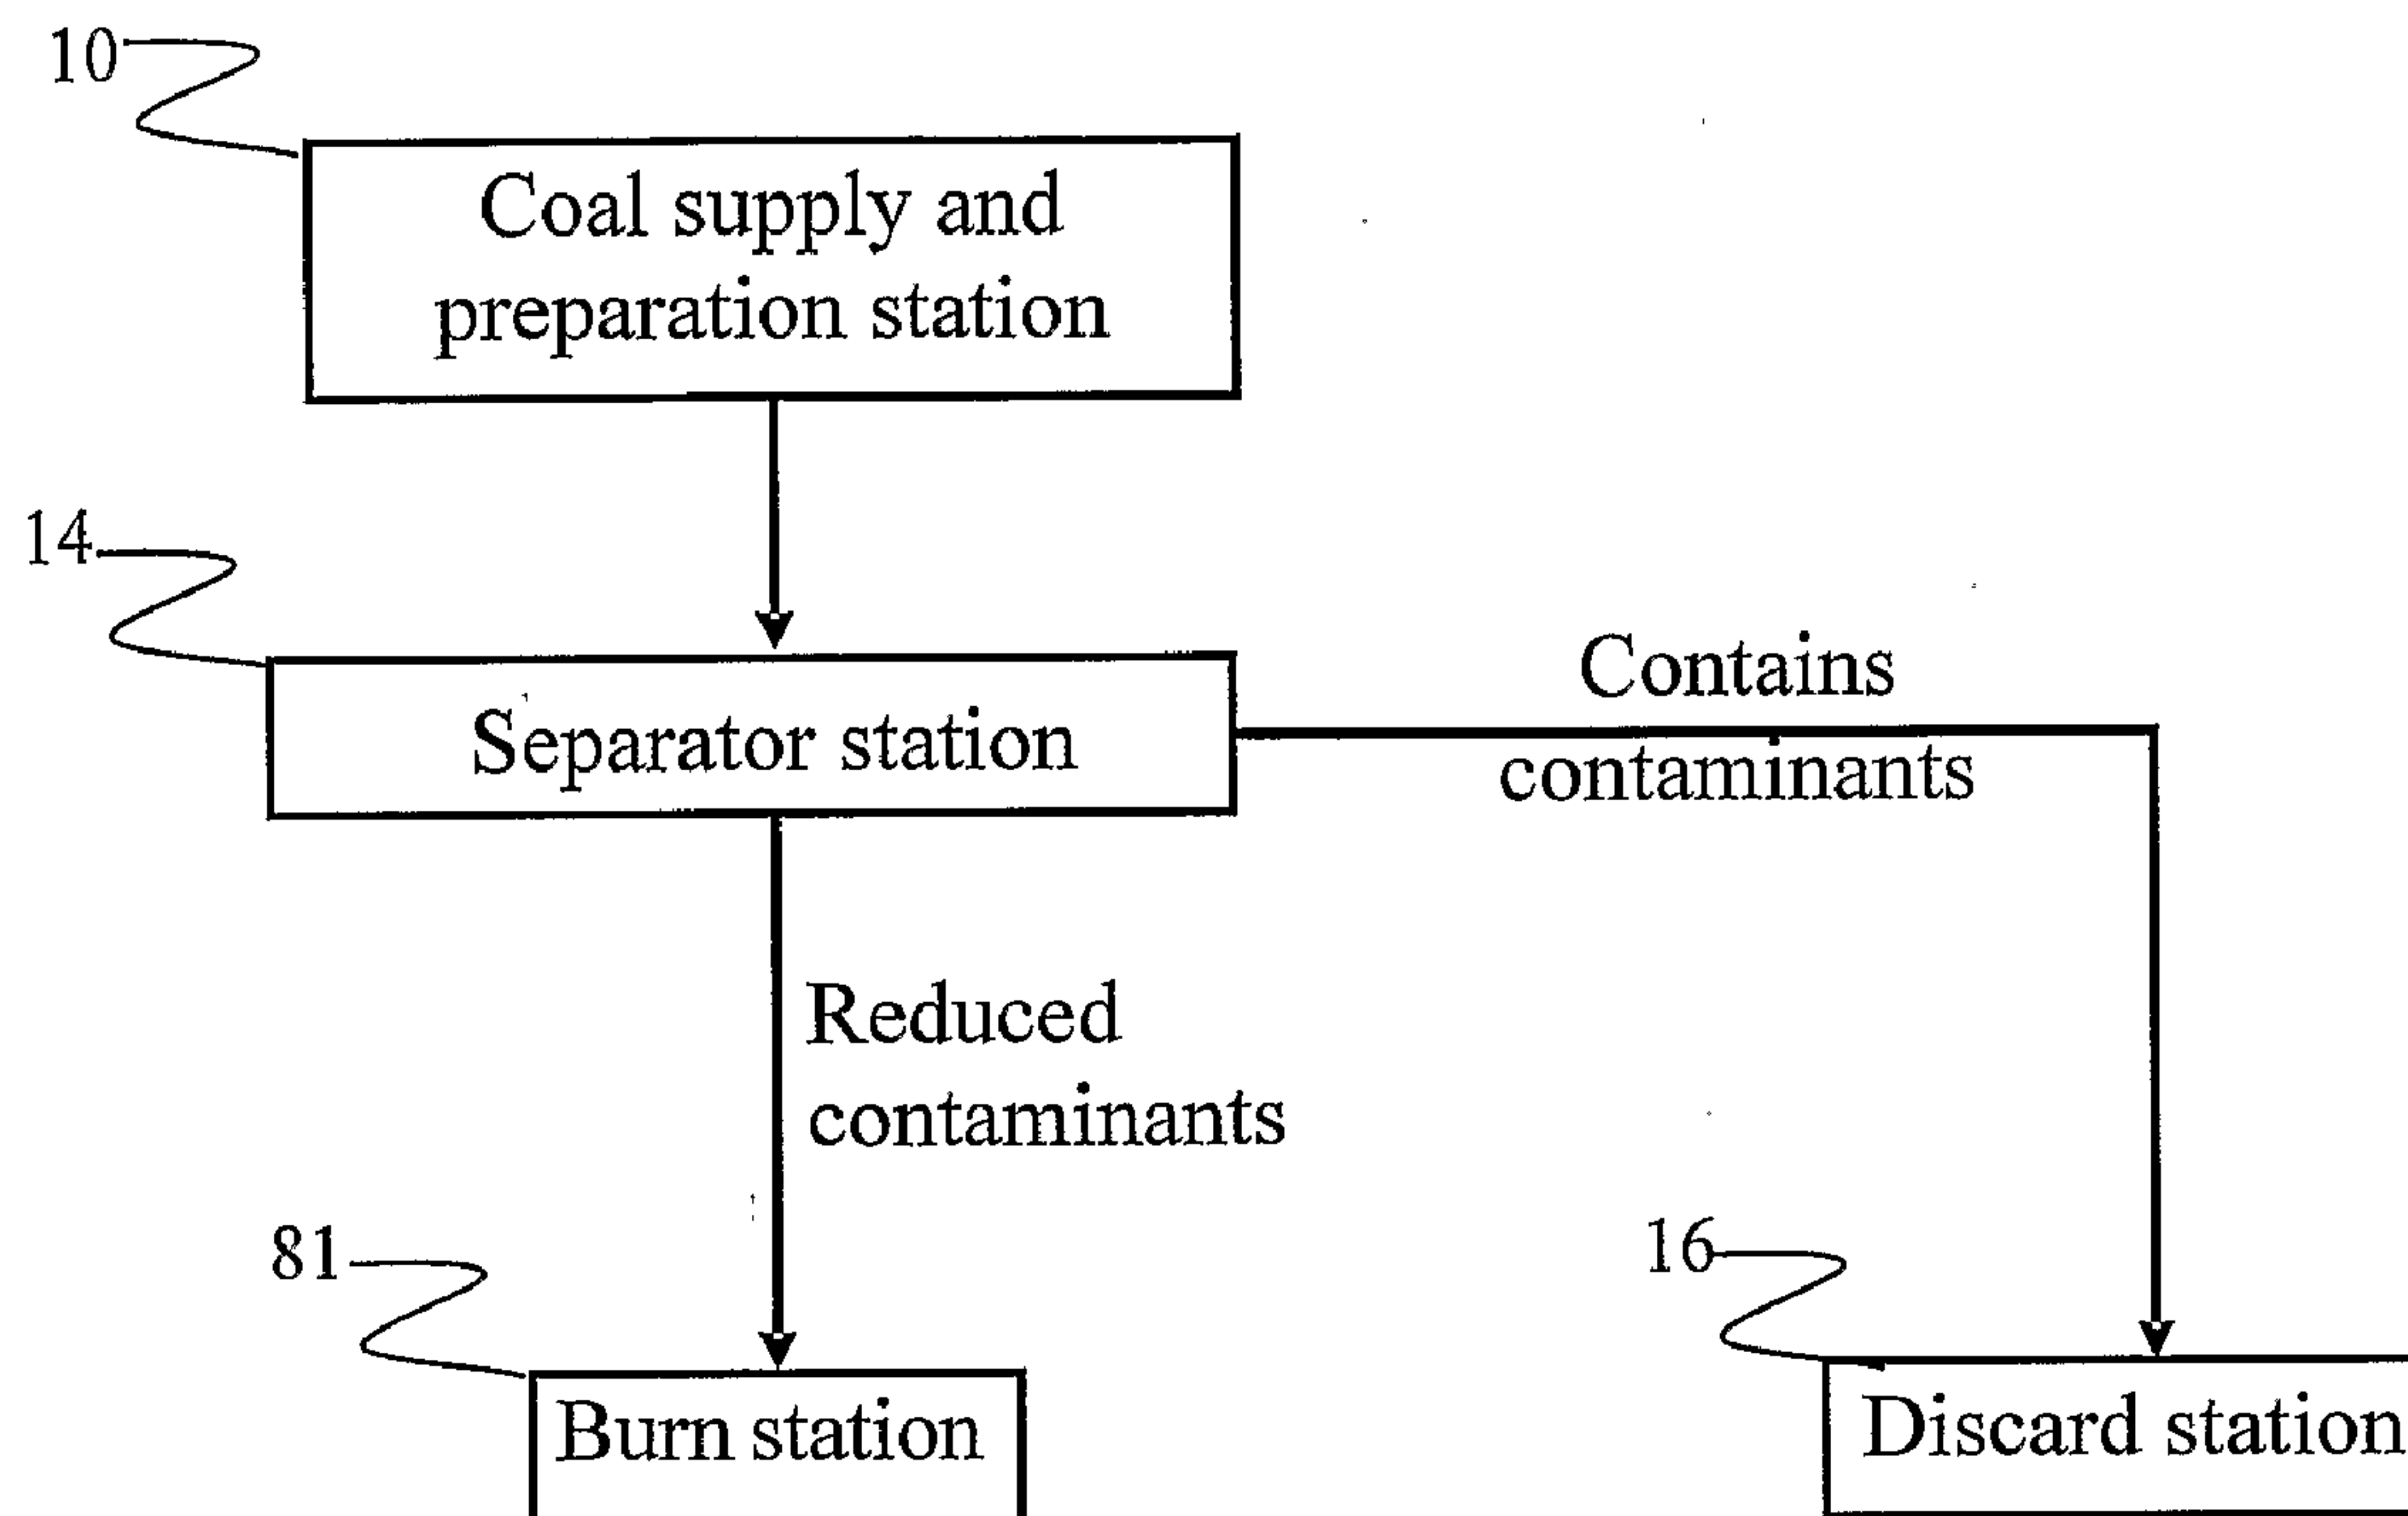 10
Coal supply and
preparation station
14
Separator station
Contains
contaminants
Reduced
contaminants
81
Burn station
16
Discard station